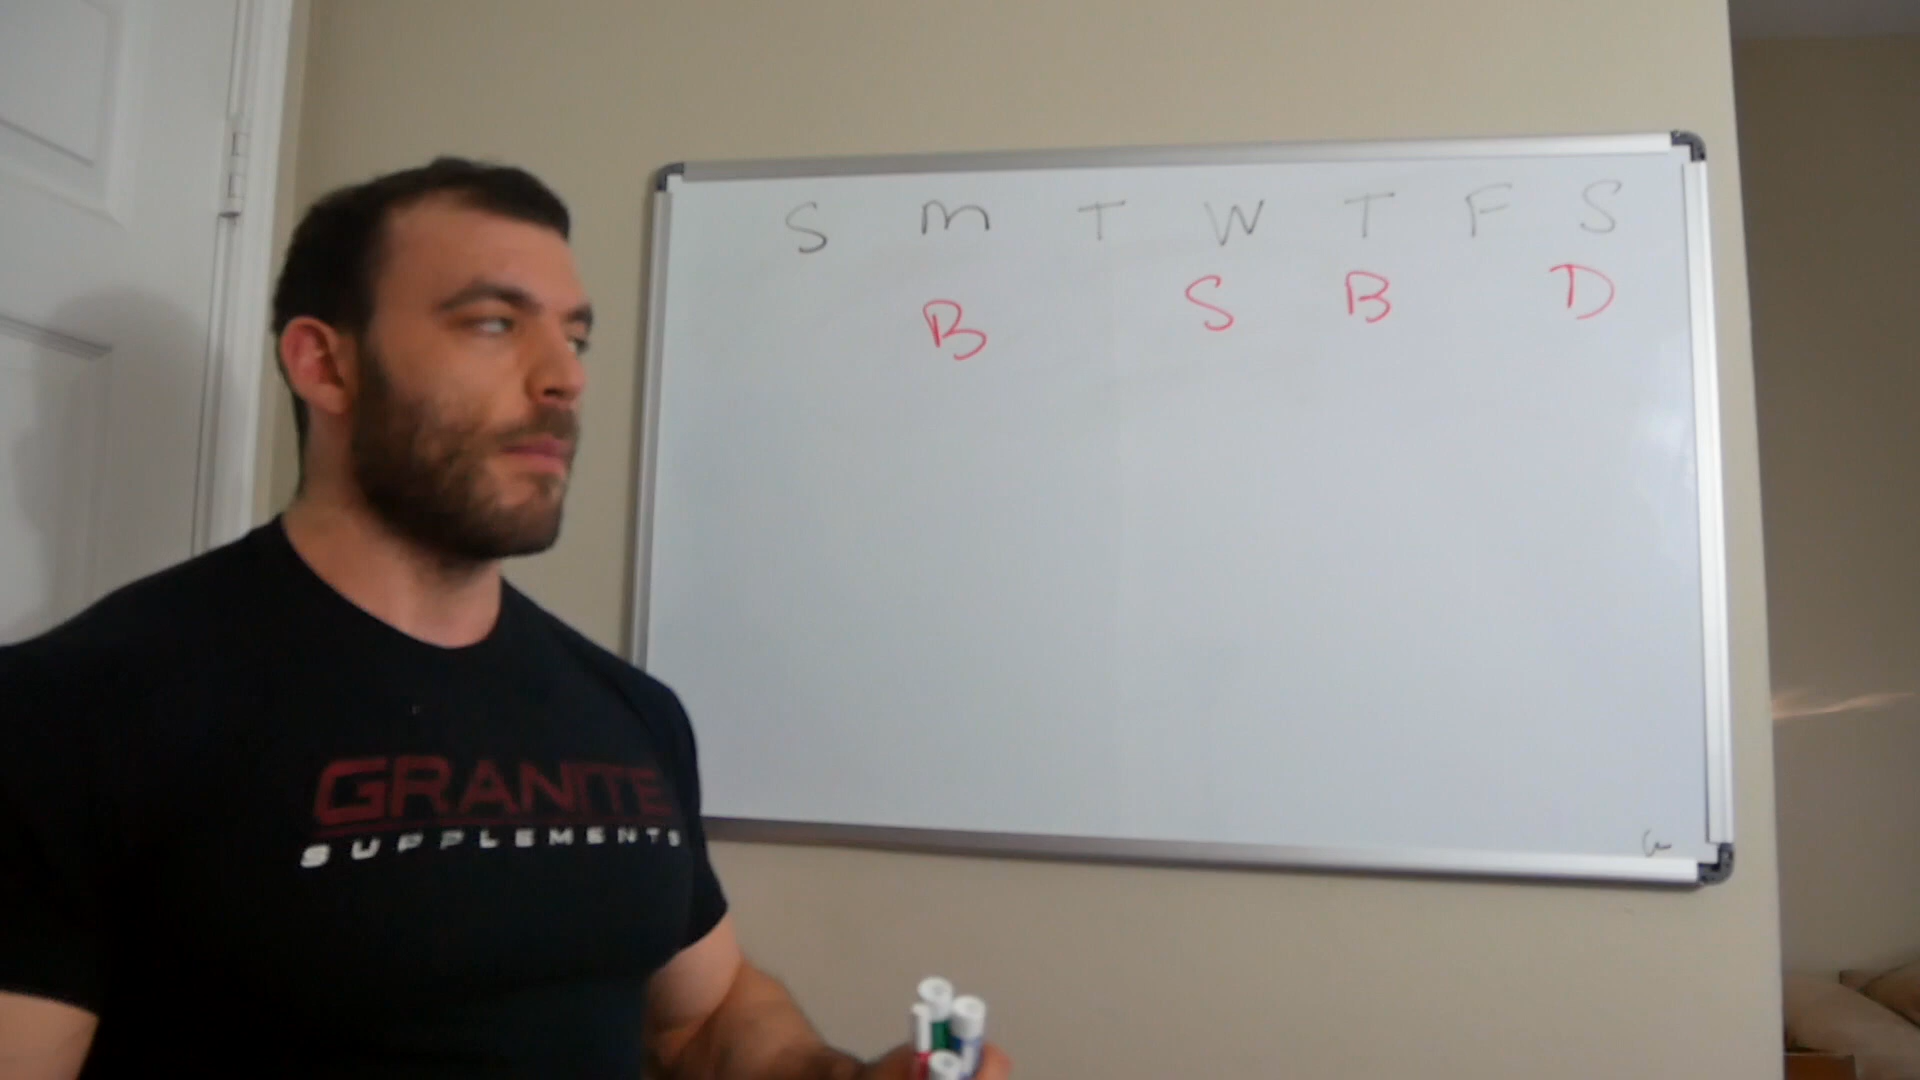 S M T W T F S
B S B D
GRANITE
SUPPLEMENTS